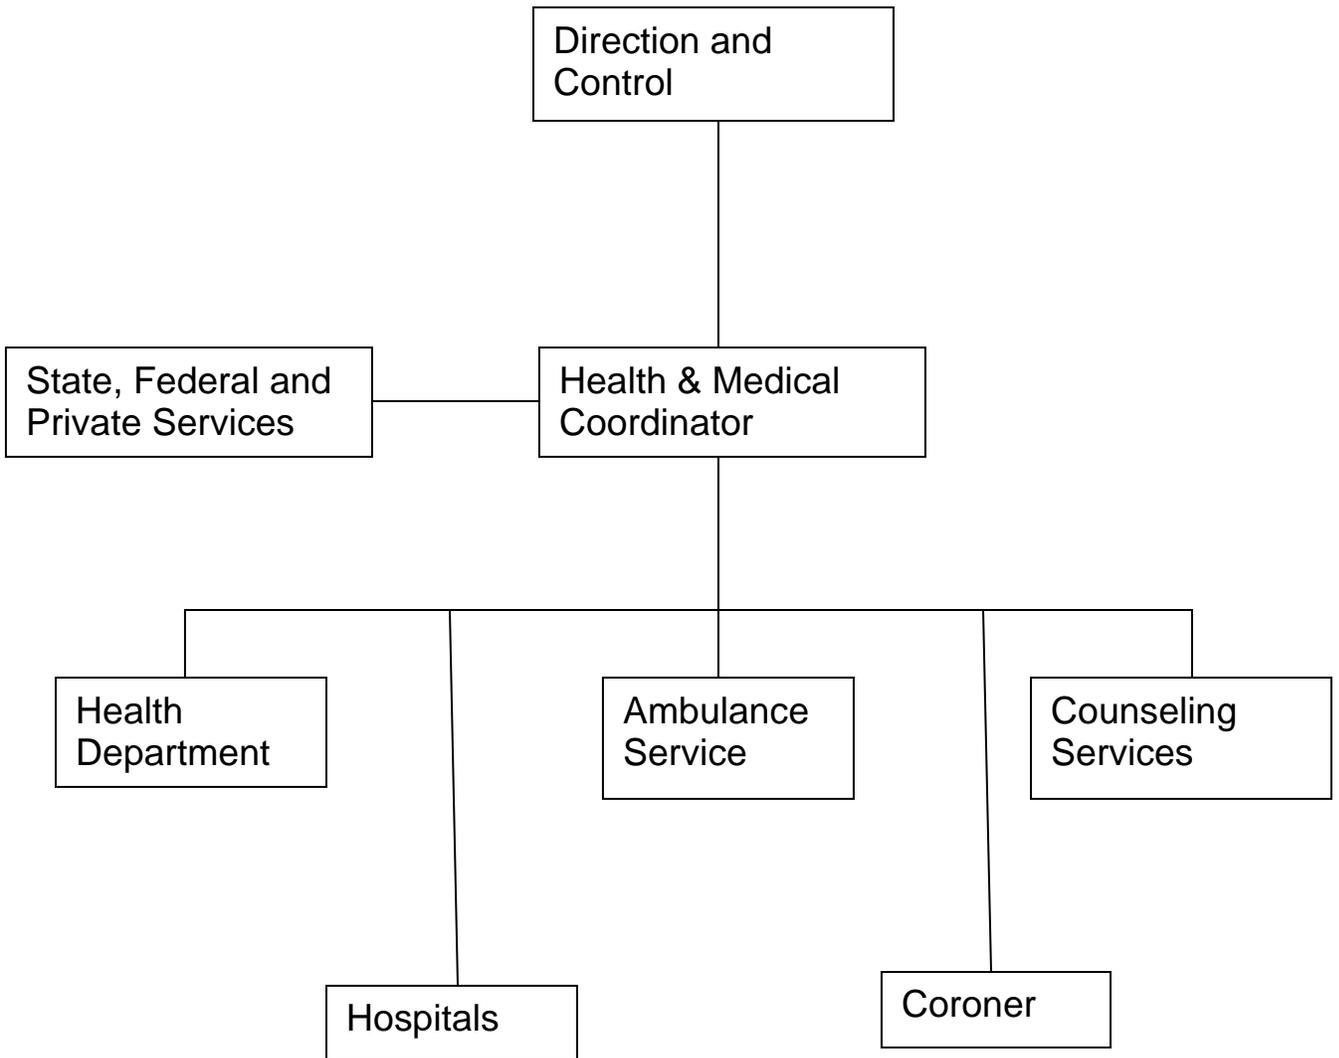 Direction and
Control
State, Federal and
Private Services
Health & Medical
Coordinator
Health
Department
Ambulance
Service
Counseling
Services
Hospitals
Coroner